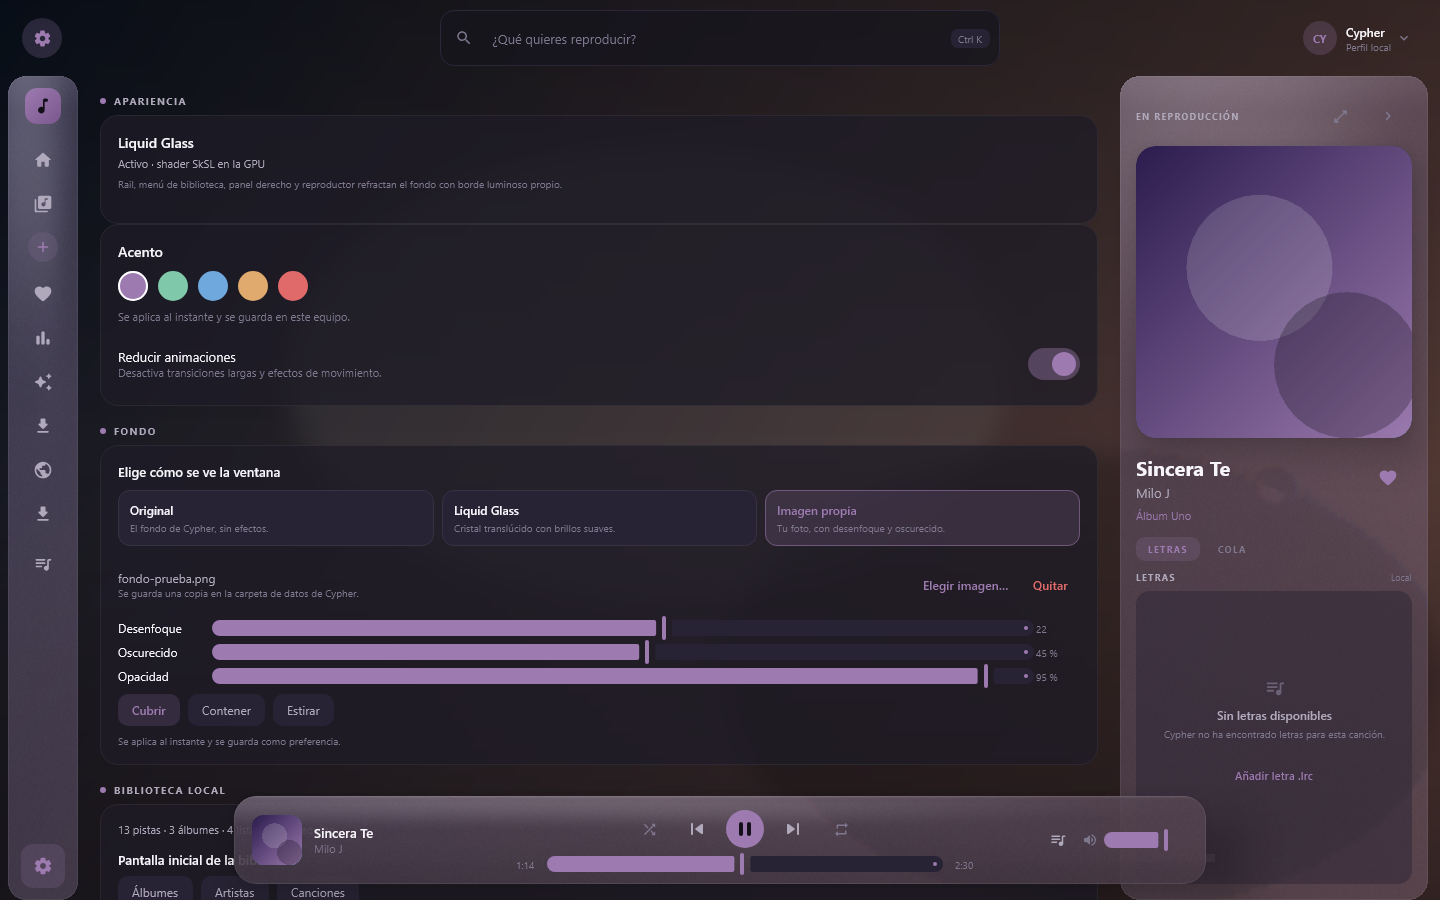 ¿Qué quieres reproducir?
Ctrl K
CY
Cypher
Perfil local
APARIENCIA
Liquid Glass
Activo · shader SkSL en la GPU
Rail, menú de biblioteca, panel derecho y reproductor refractan el fondo con borde luminoso propio.
Acento
Se aplica al instante y se guarda en este equipo.
Reducir animaciones
Desactiva transiciones largas y efectos de movimiento.
FONDO
Elige cómo se ve la ventana
Original
El fondo de Cypher, sin efectos.
Liquid Glass
Cristal translúcido con brillos suaves.
Imagen propia
Tu foto, con desenfoque y oscurecido.
fondo-prueba.png
Se guarda una copia en la carpeta de datos de Cypher.
Elegir imagen...
Quitar
Desenfoque
22
Oscurecido
45 %
Opacidad
95 %
Cubrir
Contener
Estirar
Se aplica al instante y se guarda como preferencia.
BIBLIOTECA LOCAL
13 pistas · 3 álbumes · 4
Pantalla inicial de la bib
Álbumes
Artistas
Canciones
EN REPRODUCCIÓN
Sincera Te
Milo J
Álbum Uno
LETRAS
COLA
LETRAS
Local
Sin letras disponibles
Cypher no ha encontrado letras para esta canción.
Añadir letra .lrc
Sincera Te
Milo J
1:14
2:30